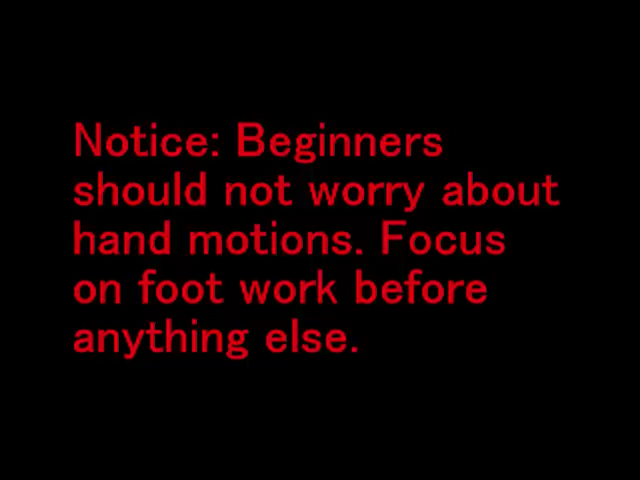 Notice: Beginners
should not worry about
hand motions. Focus
on foot work before
anything else.